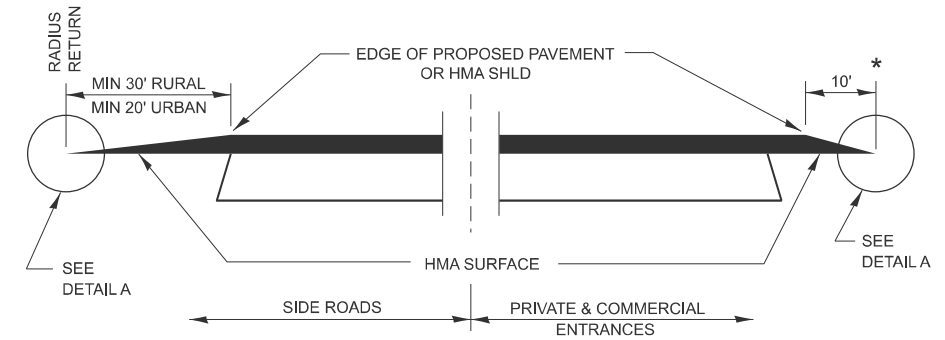 RADIUS
RETURN
MIN 30' RURAL
MIN 20' URBAN
EDGE OF PROPOSED PAVEMENT
OR HMA SHLD
*
10'
SEE
DETAIL A
HMA SURFACE
SEE
DETAIL A
SIDE ROADS
PRIVATE & COMMERCIAL
ENTRANCES